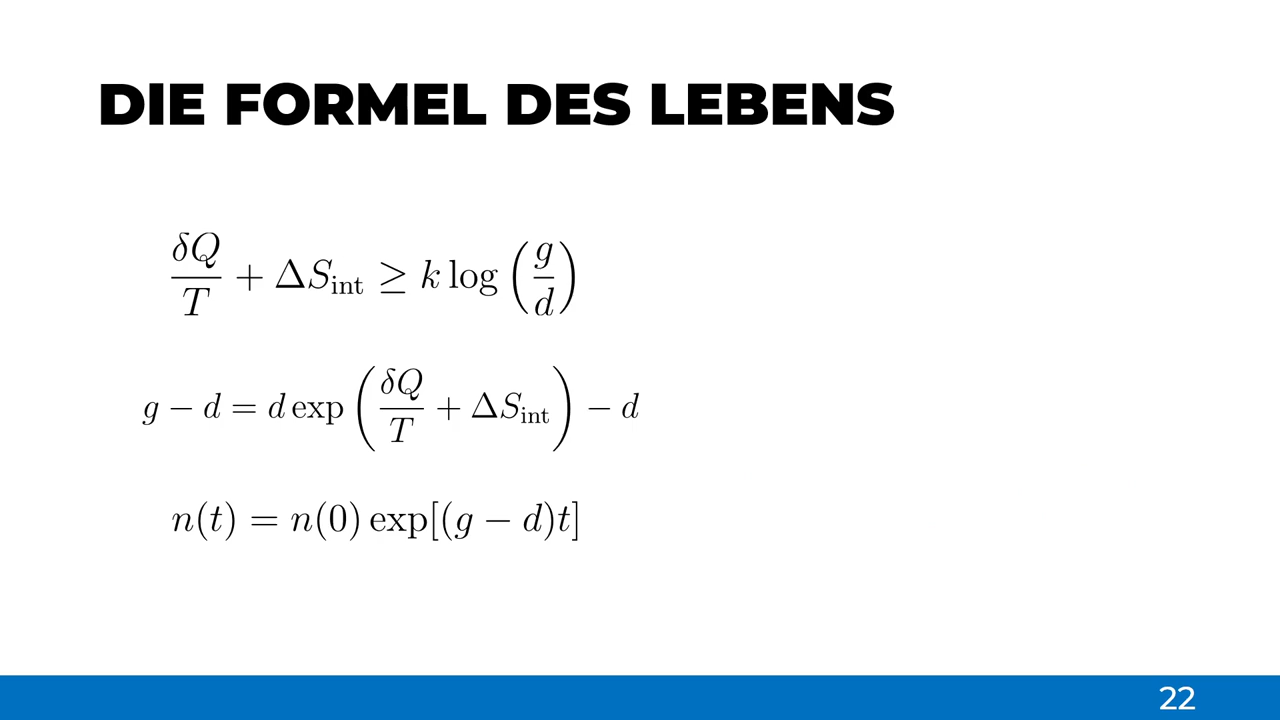 DIE FORMEL DES LEBENS
δQ/T + ΔS_int ≥ k log (g/d)
g − d = d exp (δQ/T + ΔS_int) − d
n(t) = n(0) exp[(g − d)t]
22